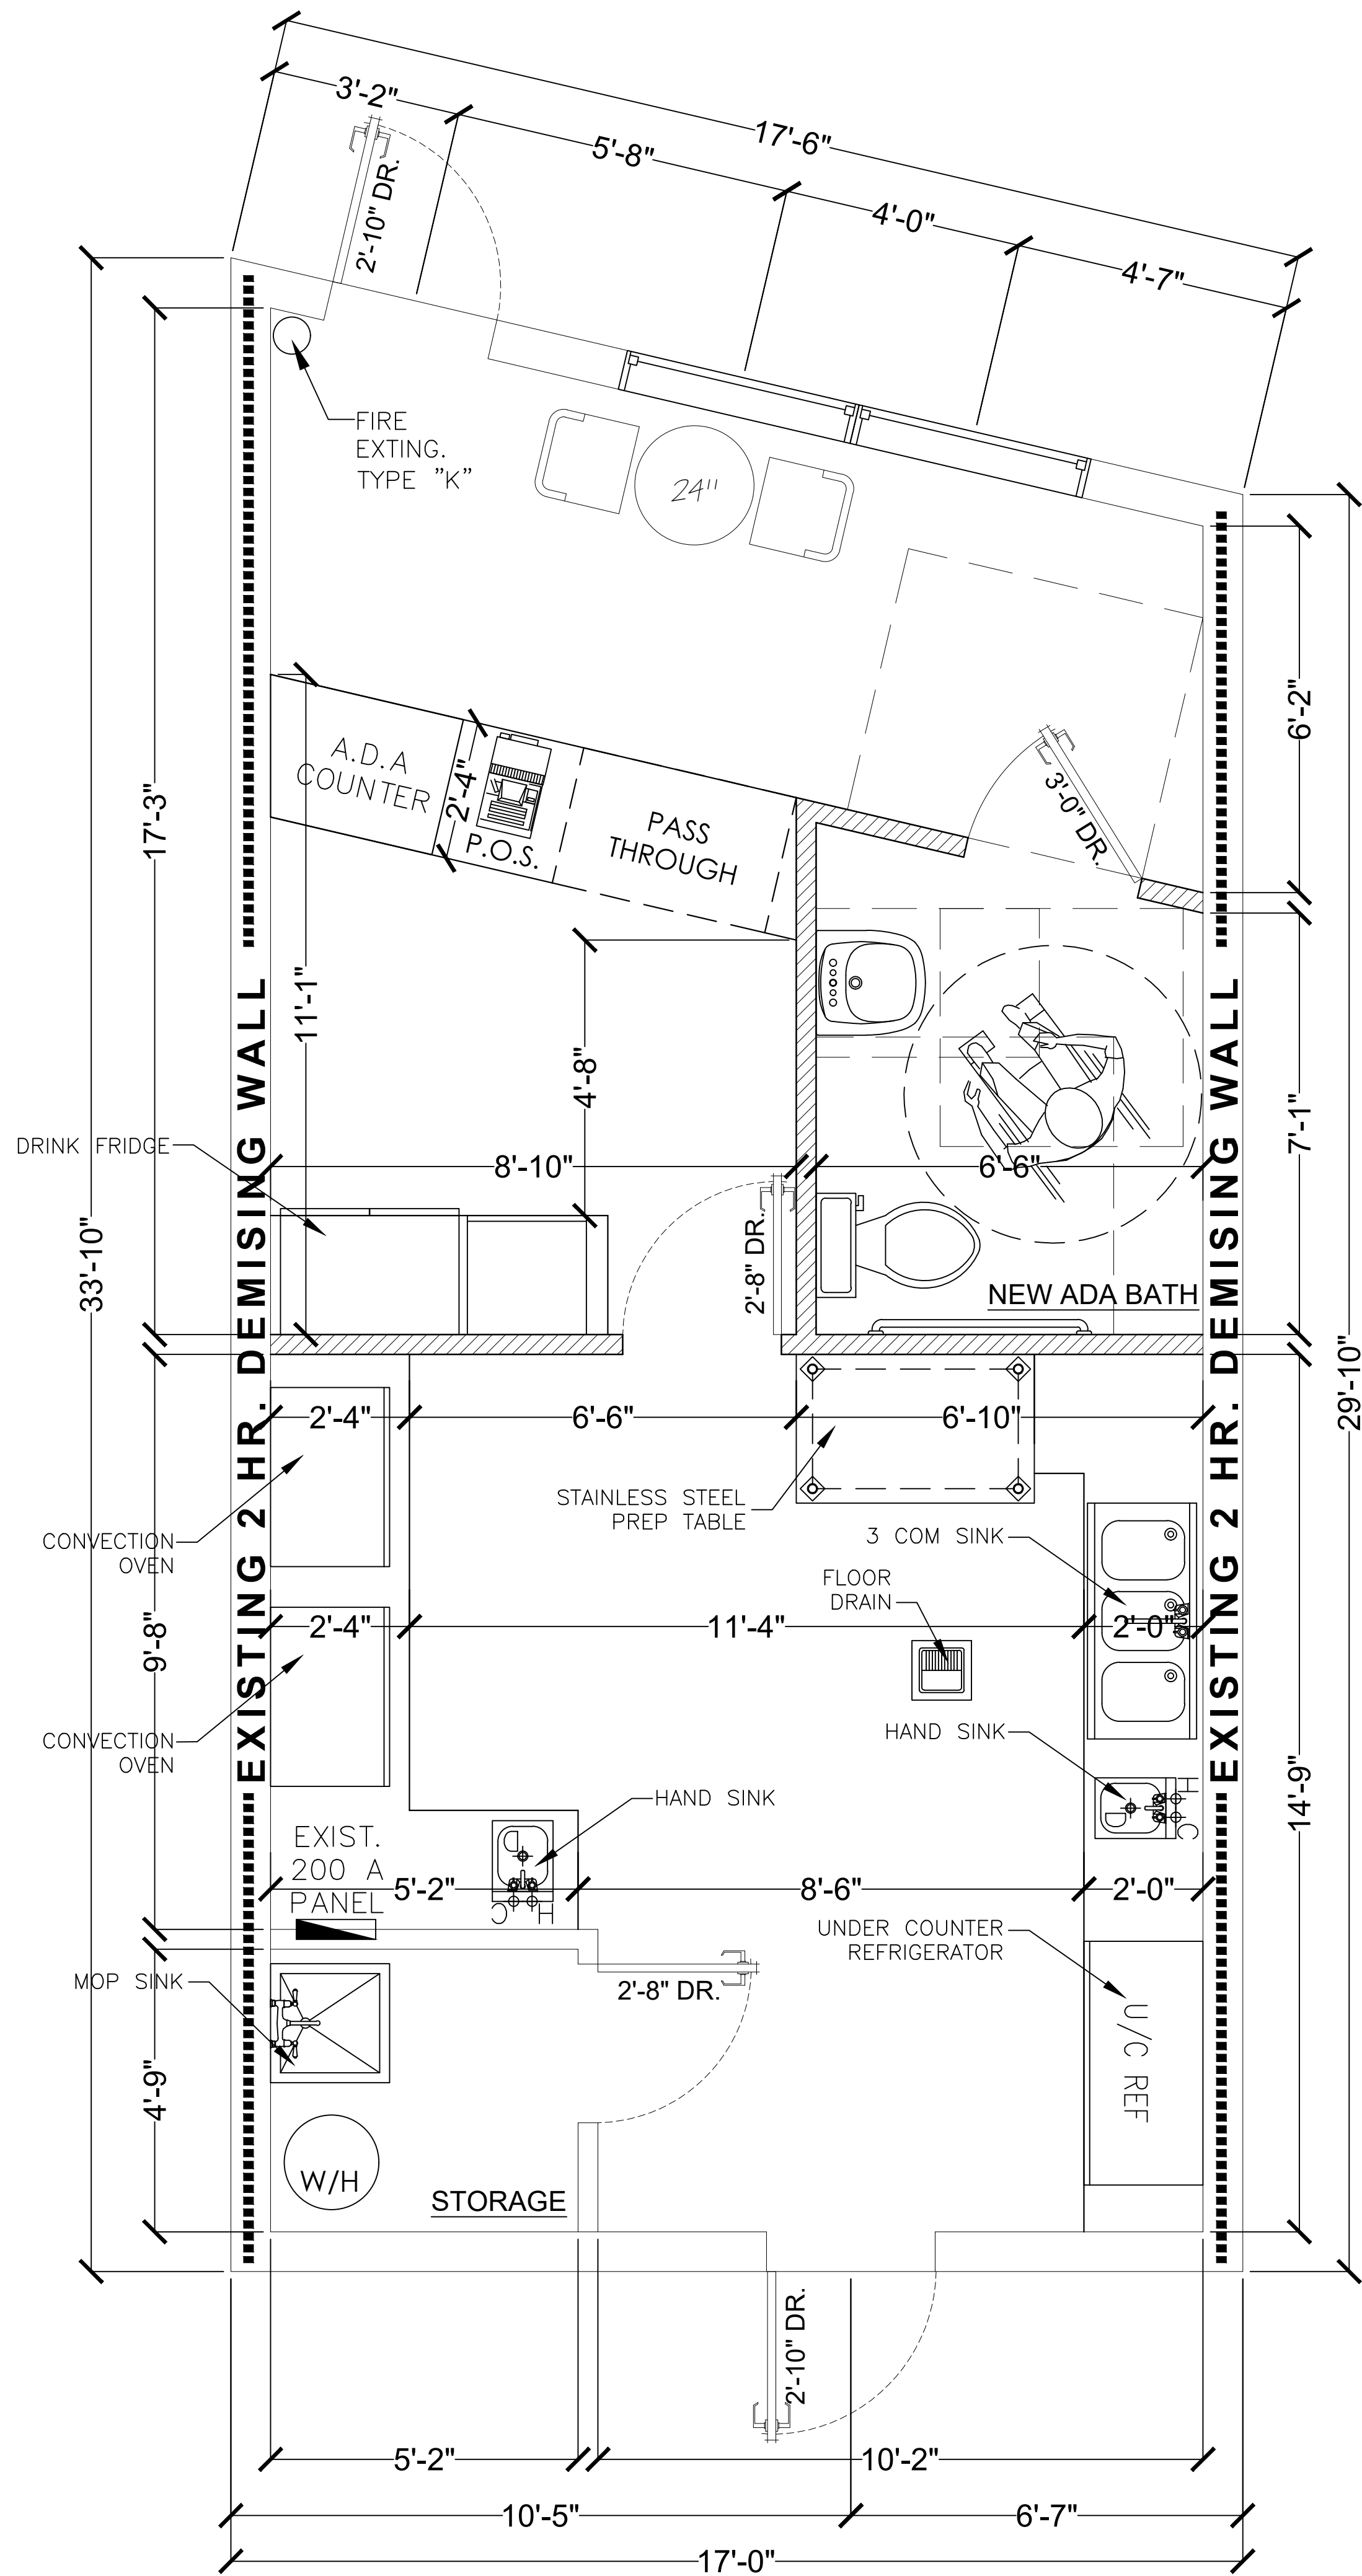 3'-2"
17'-6"
5'-8"
4'-0"
4'-7"
2'-10" DR.
FIRE
EXTING.
TYPE "K"
24"
6'-2"
A.D.A
COUNTER
2'-4"
P.O.S.
PASS
THROUGH
3'-0" DR.
17'-3"
11'-1"
4'-8"
7'-1"
DRINK FRIDGE
8'-10"
6'-6"
33'-10"
2'-8" DR.
NEW ADA BATH
29'-10"
EXISTING 2 HR. DEMISING WALL
EXISTING 2 HR. DEMISING WALL
2'-4"
6'-6"
6'-10"
STAINLESS STEEL
PREP TABLE
3 COM SINK
CONVECTION
OVEN
FLOOR
DRAIN
2'-4"
11'-4"
2'-0"
9'-8"
HAND SINK
CONVECTION
OVEN
HAND SINK
D
H
C
14'-9"
EXIST.
200 A
PANEL
D
5'-2"
8'-6"
2'-0"
C H
UNDER COUNTER
REFRIGERATOR
MOP SINK
2'-8" DR.
U/C REF
4'-9"
W/H
STORAGE
2'-10" DR.
5'-2"
10'-2"
10'-5"
6'-7"
17'-0"